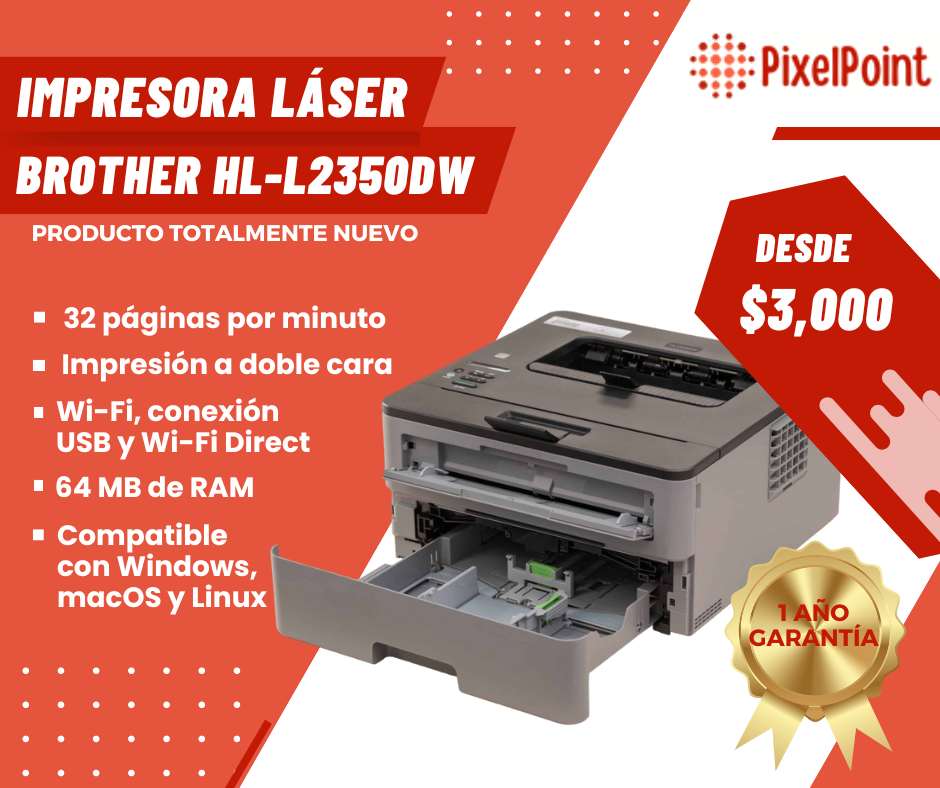 PixelPoint
IMPRESORA LÁSER
BROTHER HL-L2350DW
PRODUCTO TOTALMENTE NUEVO
DESDE
$3,000
32 páginas por minuto
Impresión a doble cara
Wi-Fi, conexión
USB y Wi-Fi Direct
64 MB de RAM
Compatible
con Windows,
macOS y Linux
1 AÑO
GARANTÍA